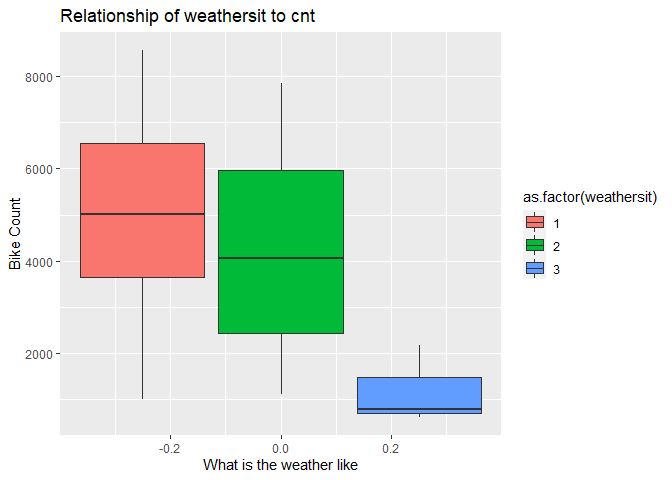 Relationship of weathersit to cnt
Bike Count
8000
6000
4000
2000
-0.2
0.0
0.2
What is the weather like
as.factor(weathersit)
1
2
3